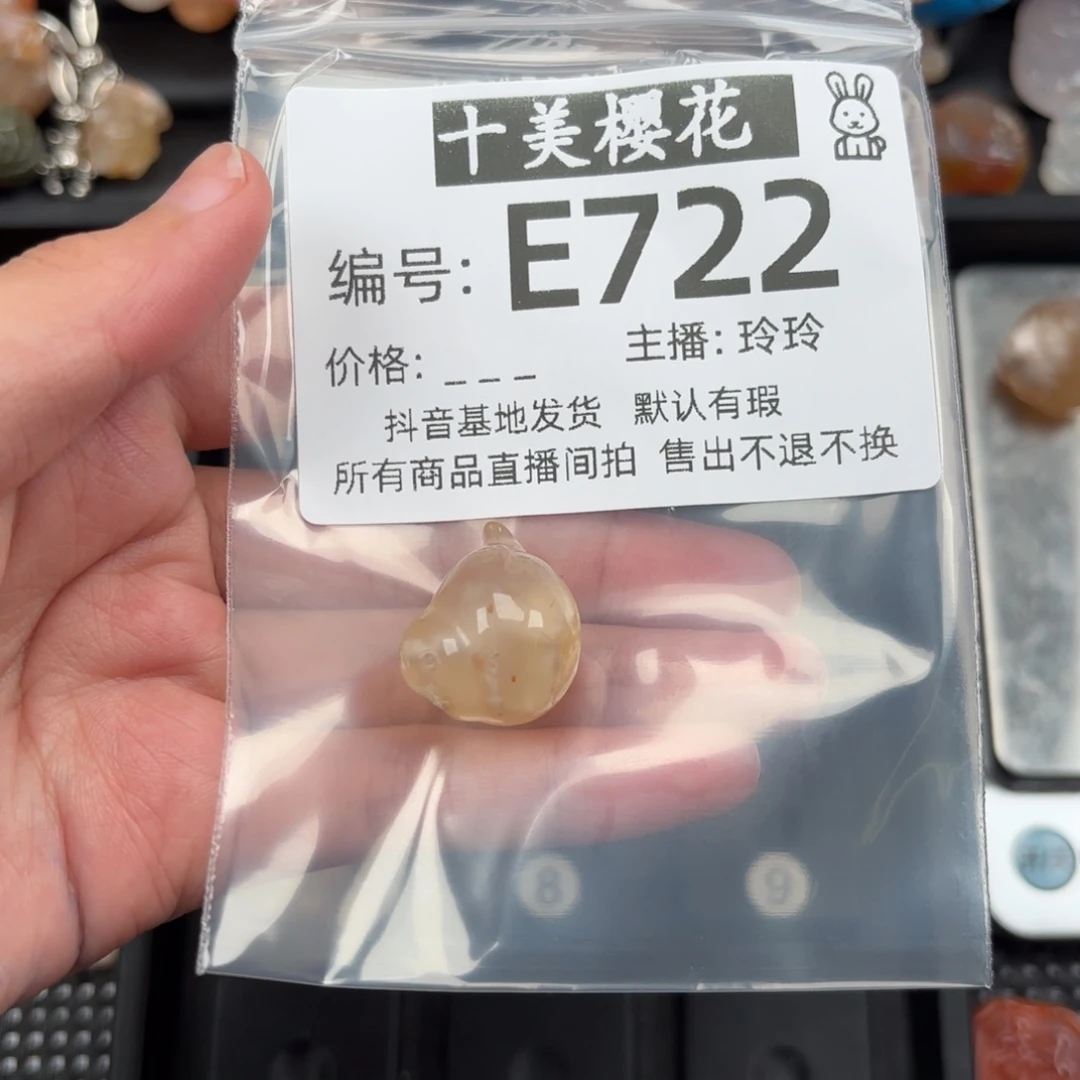 十美樱花
编号: E722
价格: _ _ _ 主播: 玲玲
抖音基地发货 默认有瑕
所有商品直播间拍 售出不退不换
8 9